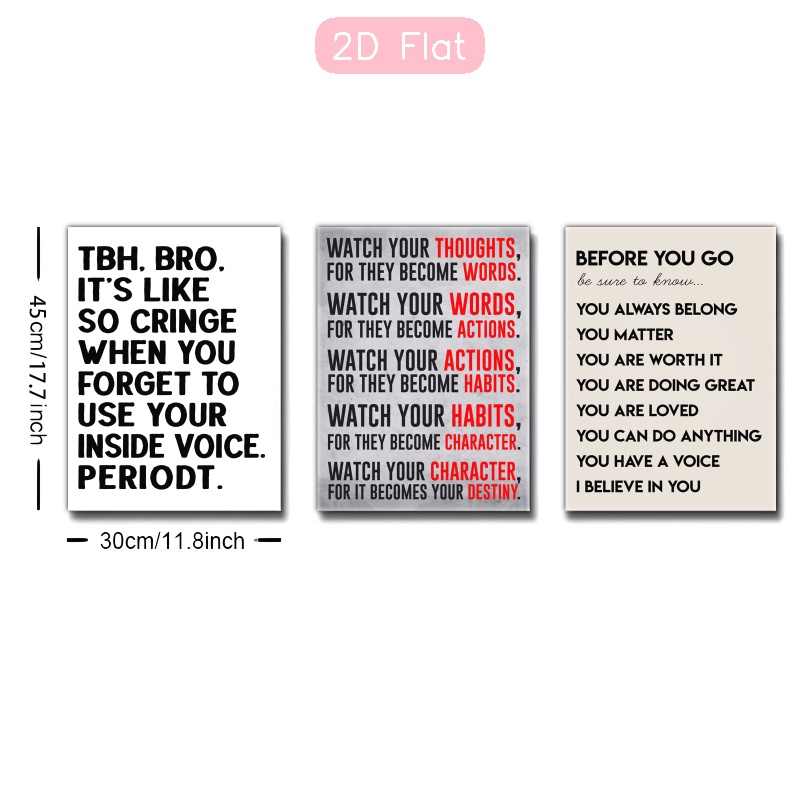 2D Flat
45cm/17.7inch
TBH, BRO,
IT'S LIKE
SO CRINGE
WHEN YOU
FORGET TO
USE YOUR
INSIDE VOICE.
PERIODT.
30cm/11.8inch
WATCH YOUR THOUGHTS,
FOR THEY BECOME WORDS.
WATCH YOUR WORDS,
FOR THEY BECOME ACTIONS.
WATCH YOUR ACTIONS,
FOR THEY BECOME HABITS.
WATCH YOUR HABITS,
FOR THEY BECOME CHARACTER.
WATCH YOUR CHARACTER,
FOR IT BECOMES YOUR DESTINY.
BEFORE YOU GO
be sure to know...
YOU ALWAYS BELONG
YOU MATTER
YOU ARE WORTH IT
YOU ARE DOING GREAT
YOU ARE LOVED
YOU CAN DO ANYTHING
YOU HAVE A VOICE
I BELIEVE IN YOU